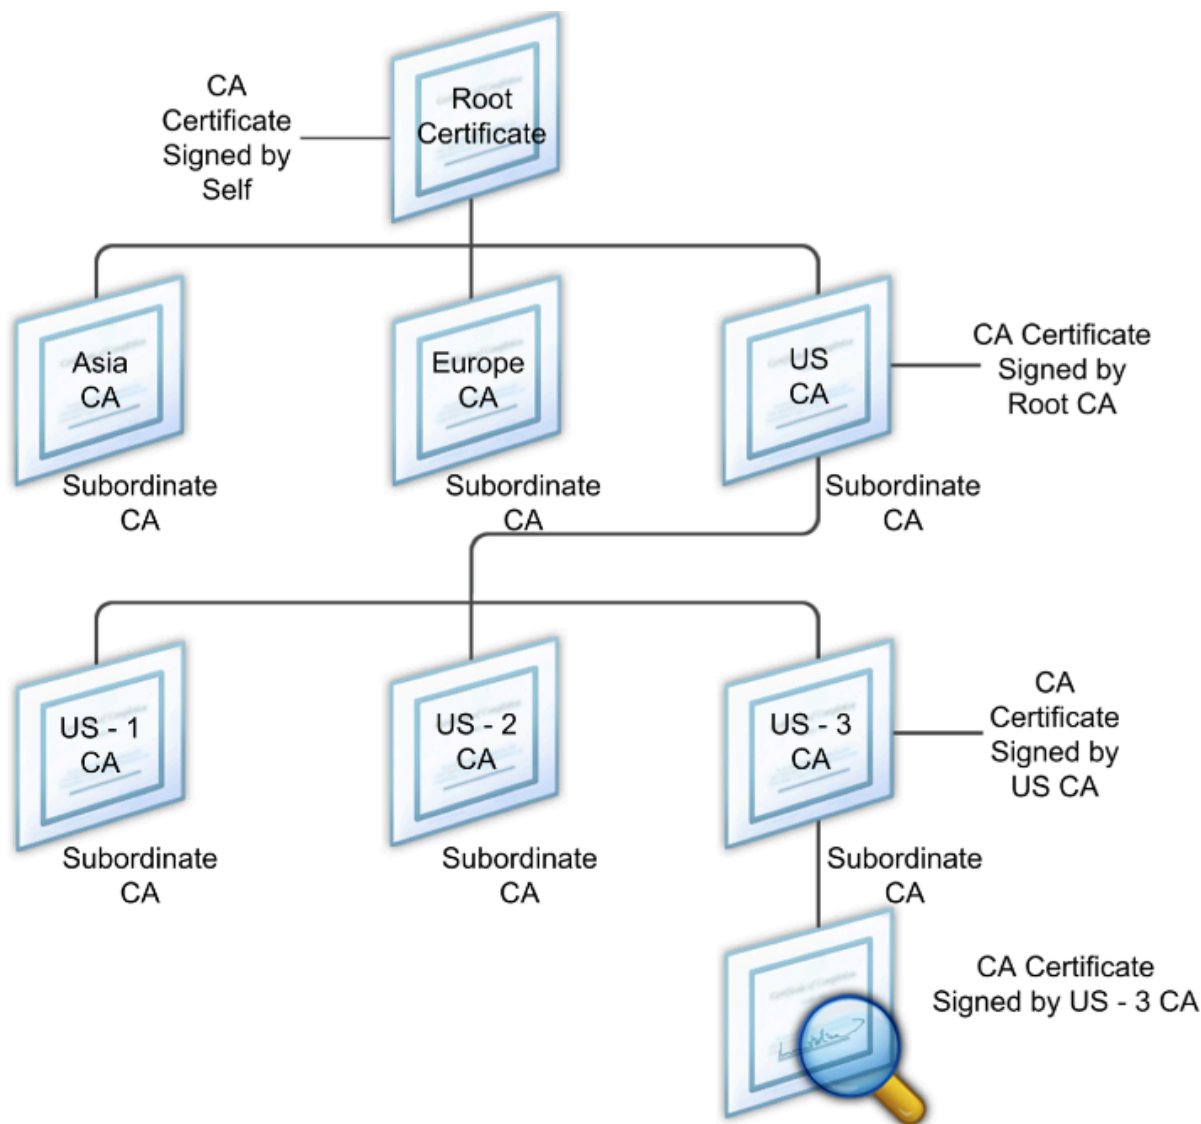 CA
Certificate
Signed by
Self
Root
Certificate
Asia
CA
Subordinate
CA
Europe
CA
Subordinate
CA
US
CA
Subordinate
CA
CA Certificate
Signed by
Root CA
US - 1
CA
Subordinate
CA
US - 2
CA
Subordinate
CA
US - 3
CA
Subordinate
CA
CA
Certificate
Signed by
US CA
CA Certificate
Signed by US - 3 CA